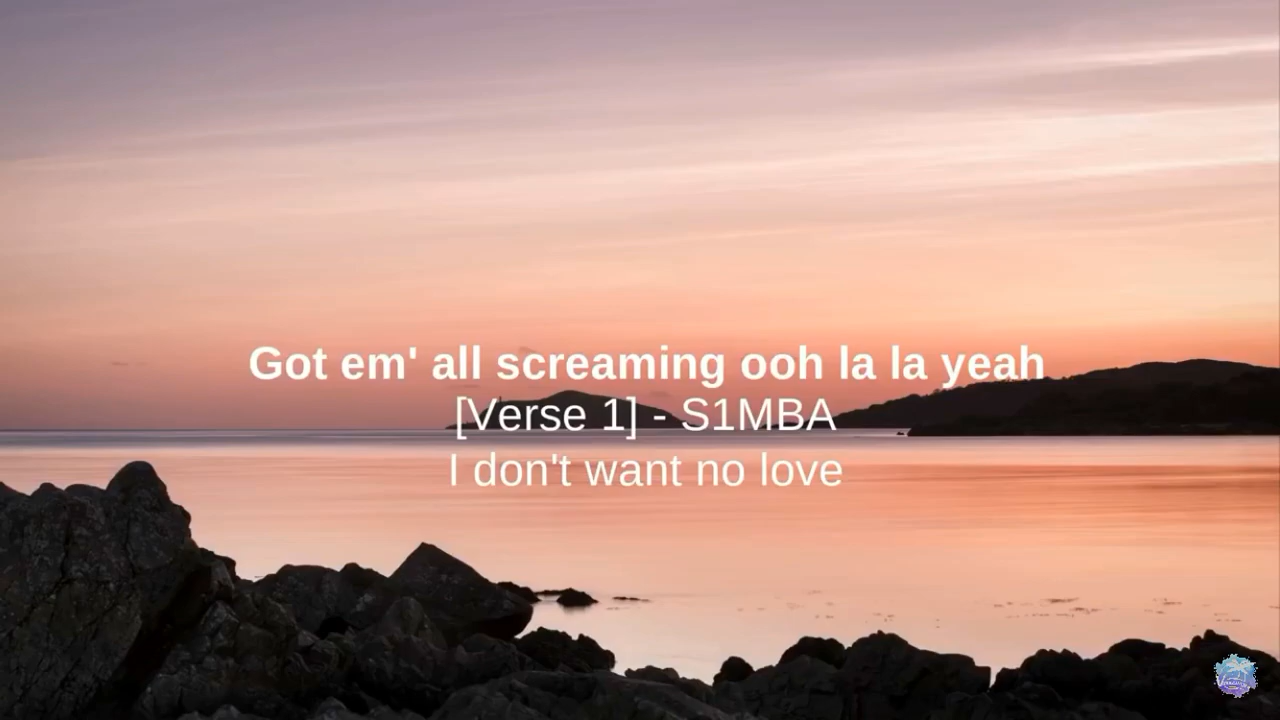 Got em' all screaming ooh la la yeah
[Verse 1] - S1MBA
I don't want no love